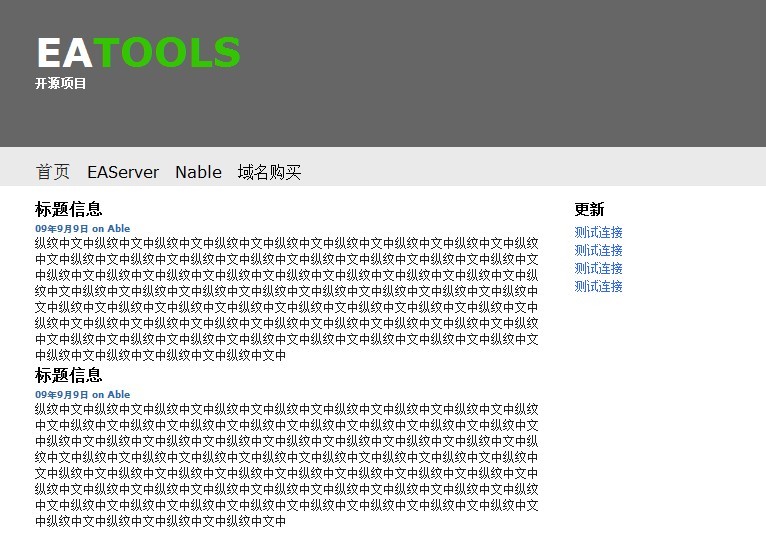 EATOOLS
开源项目
首页 EAServer Nable 域名购买
标题信息
09年9月9日 on Able
纵纹中文中纵纹中文中纵纹中文中纵纹中文中纵纹中文中纵纹中文中纵纹中文中纵纹中文中纵纹
中文中纵纹中文中纵纹中文中纵纹中文中纵纹中文中纵纹中文中纵纹中文中纵纹中文中纵纹中文
中纵纹中文中纵纹中文中纵纹中文中纵纹中文中纵纹中文中纵纹中文中纵纹中文中纵纹中文中纵
纹中文中纵纹中文中纵纹中文中纵纹中文中纵纹中文中纵纹中文中纵纹中文中纵纹中文中纵纹中
文中纵纹中文中纵纹中文中纵纹中文中纵纹中文中纵纹中文中纵纹中文中纵纹中文中纵纹中文中
纵纹中文中纵纹中文中纵纹中文中纵纹中文中纵纹中文中纵纹中文中纵纹中文中纵纹中文中纵纹
中文中纵纹中文中纵纹中文中纵纹中文中纵纹中文中纵纹中文中纵纹中文中纵纹中文中纵纹中文
中纵纹中文中纵纹中文中纵纹中文中纵纹中文中
标题信息
09年9月9日 on Able
纵纹中文中纵纹中文中纵纹中文中纵纹中文中纵纹中文中纵纹中文中纵纹中文中纵纹中文中纵纹
中文中纵纹中文中纵纹中文中纵纹中文中纵纹中文中纵纹中文中纵纹中文中纵纹中文中纵纹中文
中纵纹中文中纵纹中文中纵纹中文中纵纹中文中纵纹中文中纵纹中文中纵纹中文中纵纹中文中纵
纹中文中纵纹中文中纵纹中文中纵纹中文中纵纹中文中纵纹中文中纵纹中文中纵纹中文中纵纹中
文中纵纹中文中纵纹中文中纵纹中文中纵纹中文中纵纹中文中纵纹中文中纵纹中文中纵纹中文中
纵纹中文中纵纹中文中纵纹中文中纵纹中文中纵纹中文中纵纹中文中纵纹中文中纵纹中文中纵纹
中文中纵纹中文中纵纹中文中纵纹中文中纵纹中文中纵纹中文中纵纹中文中纵纹中文中纵纹中文
中纵纹中文中纵纹中文中纵纹中文中纵纹中文中
更新
测试连接
测试连接
测试连接
测试连接